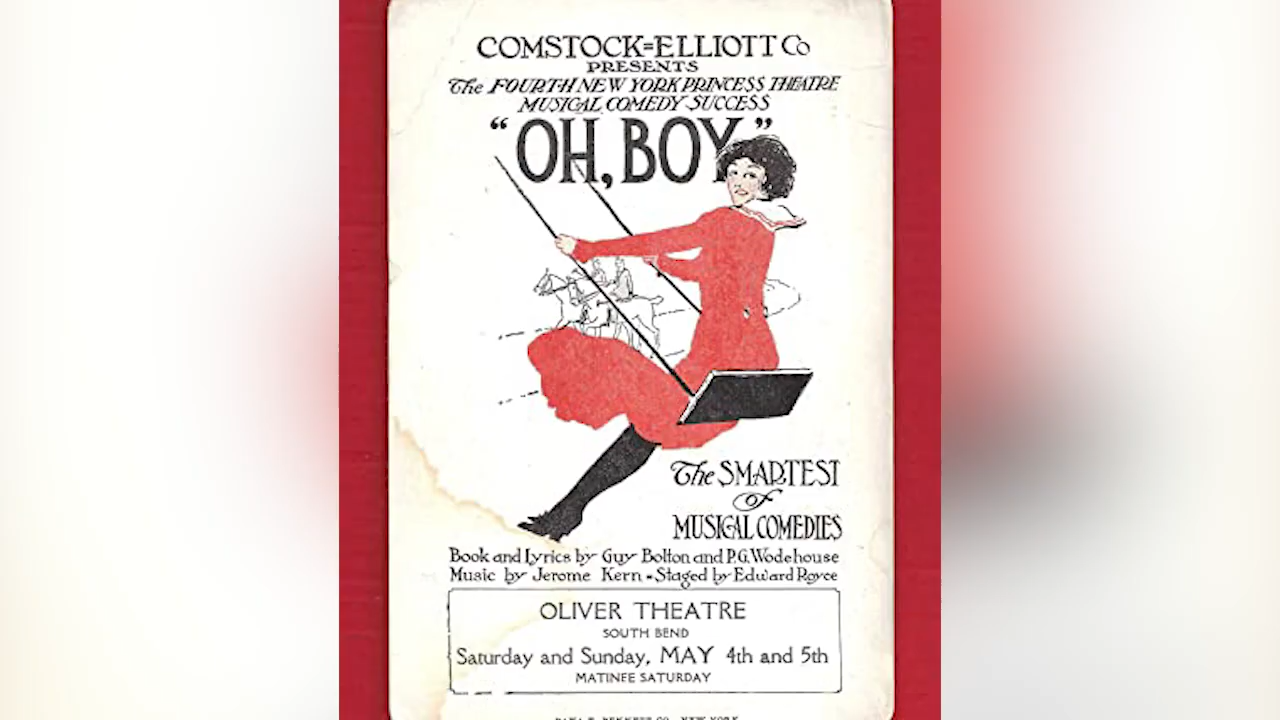 COMSTOCK=ELLIOTT Co
PRESENTS
The FOURTH NEW YORK PRINCESS THEATRE
MUSICAL COMEDY SUCCESS
"OH, BOY"
The SMARTEST
of
MUSICAL COMEDIES
Book and Lyrics by Guy Bolton and P.G. Wodehouse
Music by Jerome Kern - Staged by Edward Royce
OLIVER THEATRE
SOUTH BEND
Saturday and Sunday, MAY 4th and 5th
MATINEE SATURDAY
NEW YORK